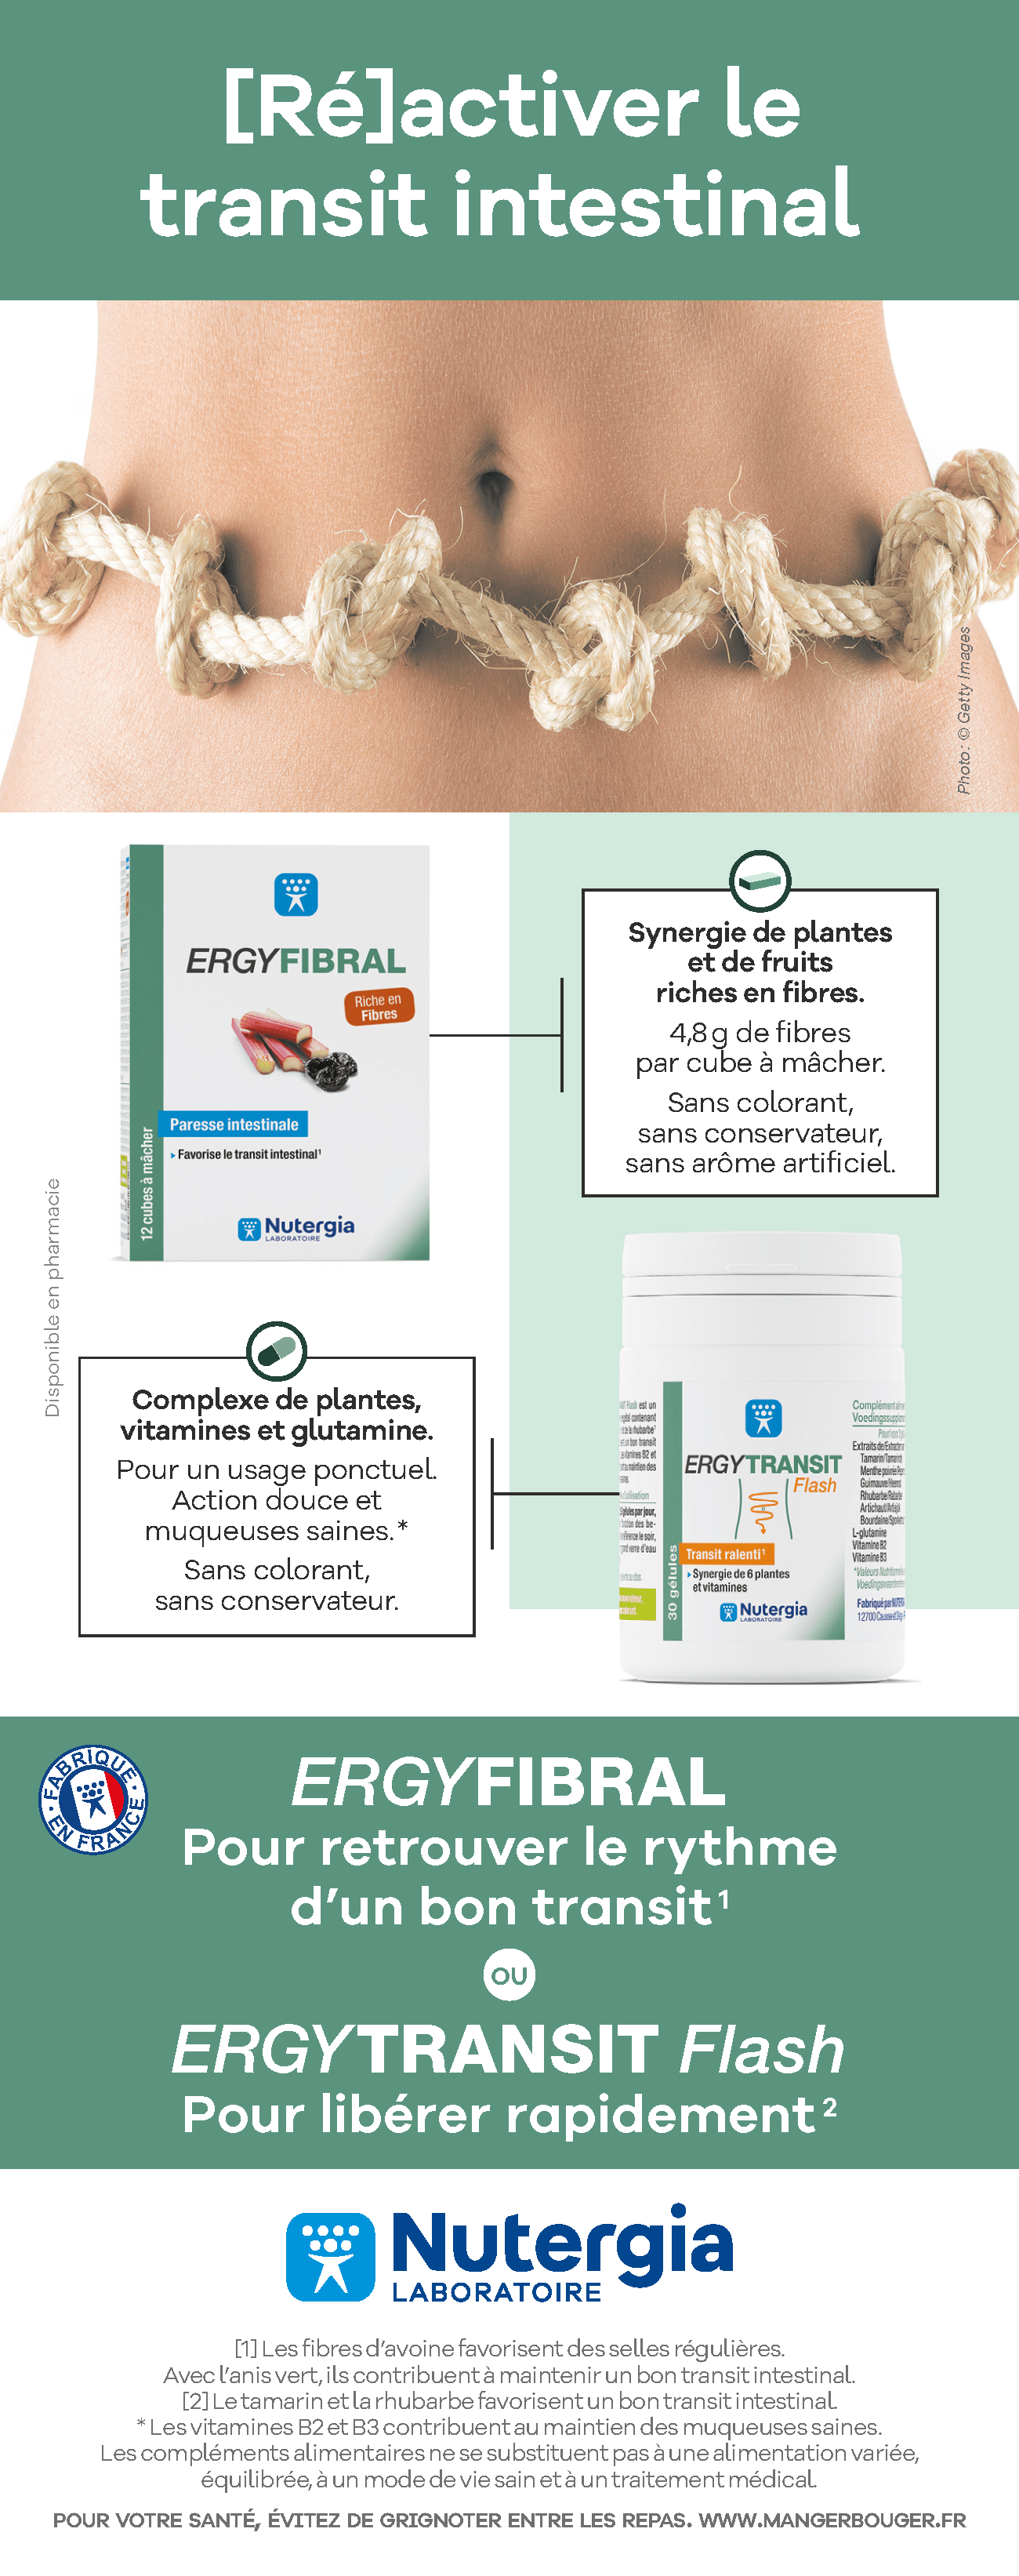 [Ré]activer le
transit intestinal
Photo : © Getty Images
ERGYFIBRAL
Riche en
Fibres
Paresse intestinale
Favorise le transit intestinal¹
12 cubes à mâcher
Nutergia
LABORATOIRE
Synergie de plantes
et de fruits
riches en fibres.
4,8 g de fibres
par cube à mâcher.
Sans colorant,
sans conservateur,
sans arôme artificiel.
Disponible en pharmacie
Complexe de plantes,
vitamines et glutamine.
Pour un usage ponctuel.
Action douce et
muqueuses saines.*
Sans colorant,
sans conservateur.
ERGYTRANSIT
Flash
Transit ralenti¹
Synergie de 6 plantes
et vitamines
30 gélules
Nutergia
LABORATOIRE
L-glutamine
Vitamine B2
Vitamine B3
FABRIQUÉ
EN FRANCE
ERGYFIBRAL
Pour retrouver le rythme
d'un bon transit¹
OU
ERGYTRANSIT Flash
Pour libérer rapidement²
Nutergia
LABORATOIRE
[1] Les fibres d'avoine favorisent des selles régulières.
Avec l'anis vert, ils contribuent à maintenir un bon transit intestinal.
[2] Le tamarin et la rhubarbe favorisent un bon transit intestinal.
* Les vitamines B2 et B3 contribuent au maintien des muqueuses saines.
Les compléments alimentaires ne se substituent pas à une alimentation variée,
équilibrée, à un mode de vie sain et à un traitement médical.
POUR VOTRE SANTÉ, ÉVITEZ DE GRIGNOTER ENTRE LES REPAS. WWW.MANGERBOUGER.FR